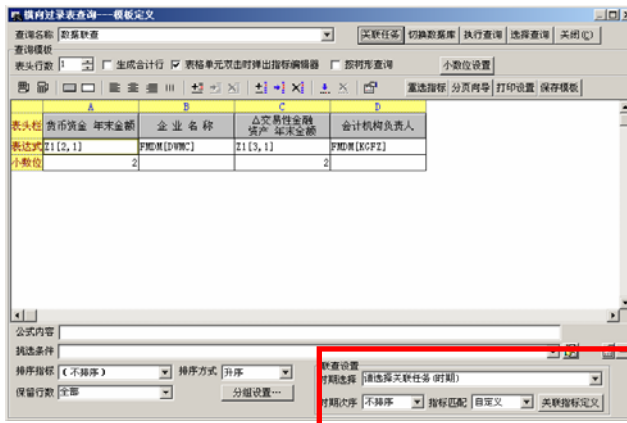 横向过录表查询---模板定义
查询名称 数据联查 关联任务 切换数据库 执行查询 选择查询 关闭(C)
查询模板
表头行数 1 生成合计行 表格单元双击时弹出指标编辑器 按树形查询 小数位设置
重选指标 分页向导 打印设置 保存模板
A B C D
表头栏 货币资金 年末金额 企业名称 △交易性金融资产 年末金额 会计机构负责人
表达式 Z1[2,1] FMDM[DWMC] Z1[3,1] FMDM[KGFZ]
小数位 2 2
公式内容
挑选条件
排序指标 (不排序) 排序方式 升序
保留行数 全部 分组设置…
联查设置
时期选择 请选择关联任务(时期)
时期次序 不排序 指标匹配 自定义 关联指标定义